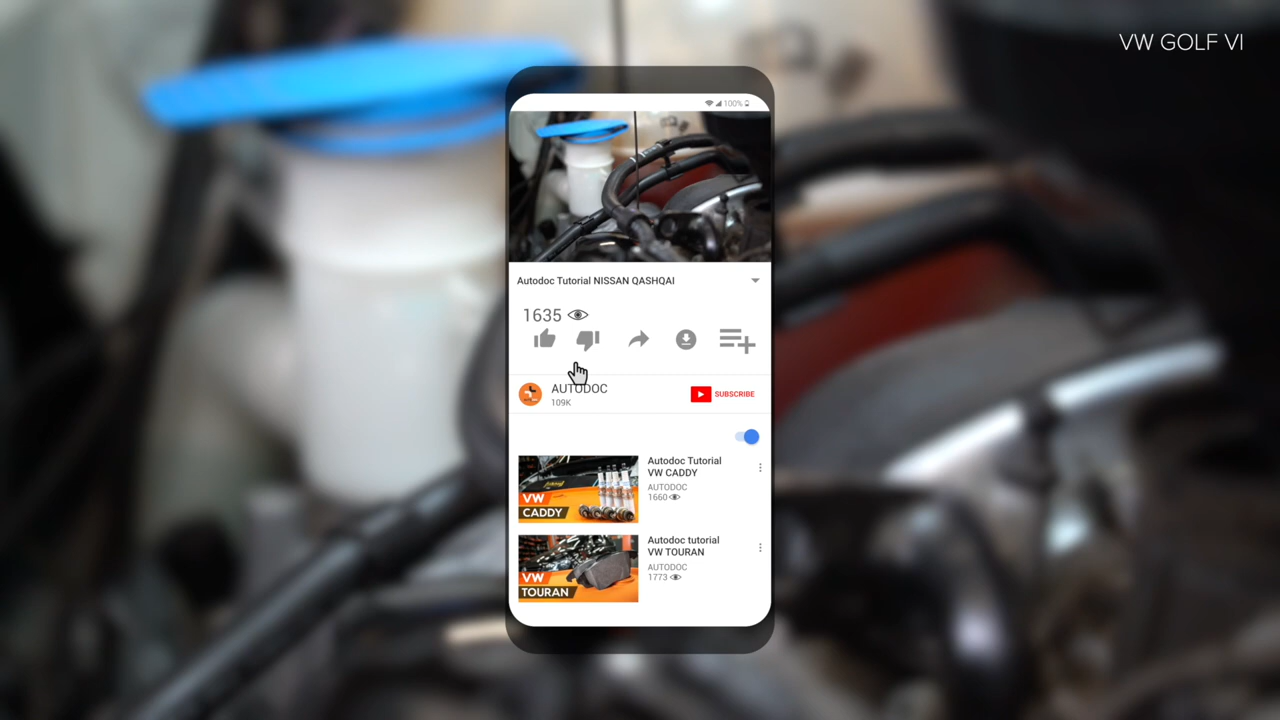 VW GOLF VI
100%
Autodoc Tutorial NISSAN QASHQAI
1635
AUTODOC
109K
SUBSCRIBE
Autodoc Tutorial
VW CADDY
AUTODOC
1660
VW
CADDY
Autodoc tutorial
VW TOURAN
AUTODOC
1773
VW
TOURAN